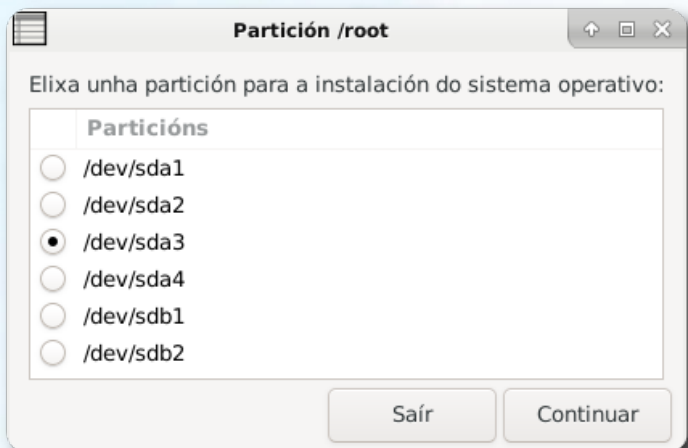 Partición /root
Elixa unha partición para a instalación do sistema operativo:
Particións
/dev/sda1
/dev/sda2
/dev/sda3
/dev/sda4
/dev/sdb1
/dev/sdb2
Saír
Continuar